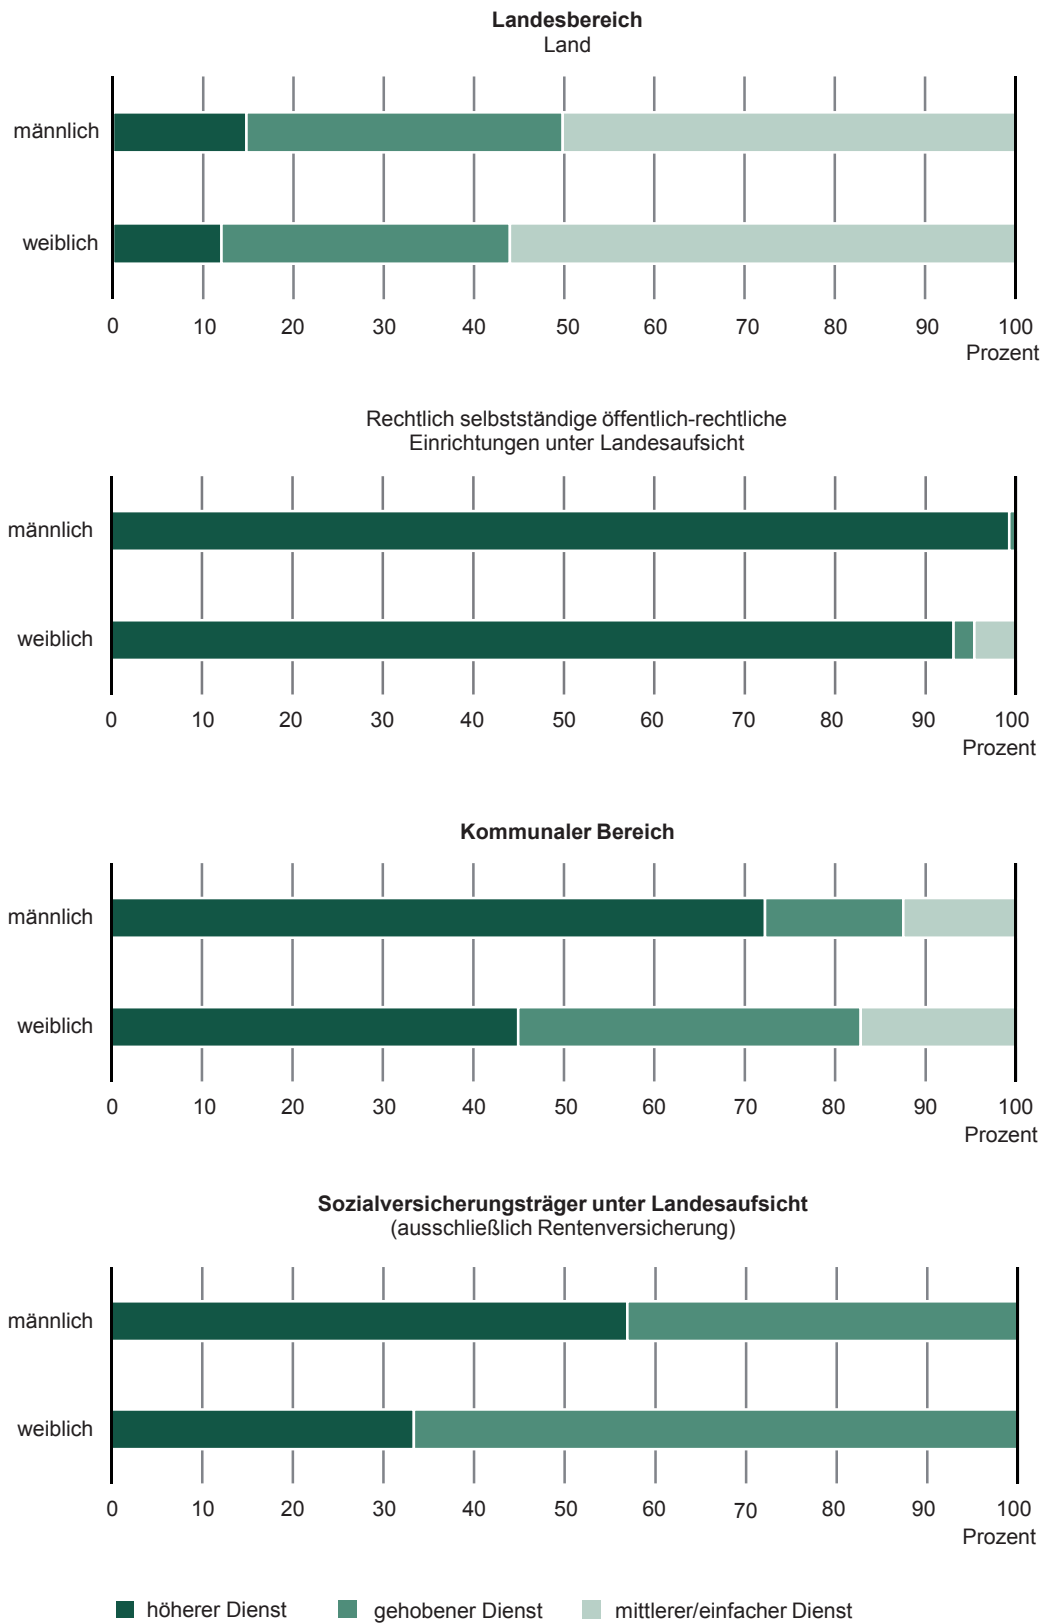 Landesbereich
Land
männlich
weiblich
0 10 20 30 40 50 60 70 80 90 100
Prozent
Rechtlich selbstständige öffentlich-rechtliche
Einrichtungen unter Landesaufsicht
männlich
weiblich
0 10 20 30 40 50 60 70 80 90 100
Prozent
Kommunaler Bereich
männlich
weiblich
0 10 20 30 40 50 60 70 80 90 100
Prozent
Sozialversicherungsträger unter Landesaufsicht
(ausschließlich Rentenversicherung)
männlich
weiblich
0 10 20 30 40 50 60 70 80 90 100
Prozent
höherer Dienst gehobener Dienst mittlerer/einfacher Dienst